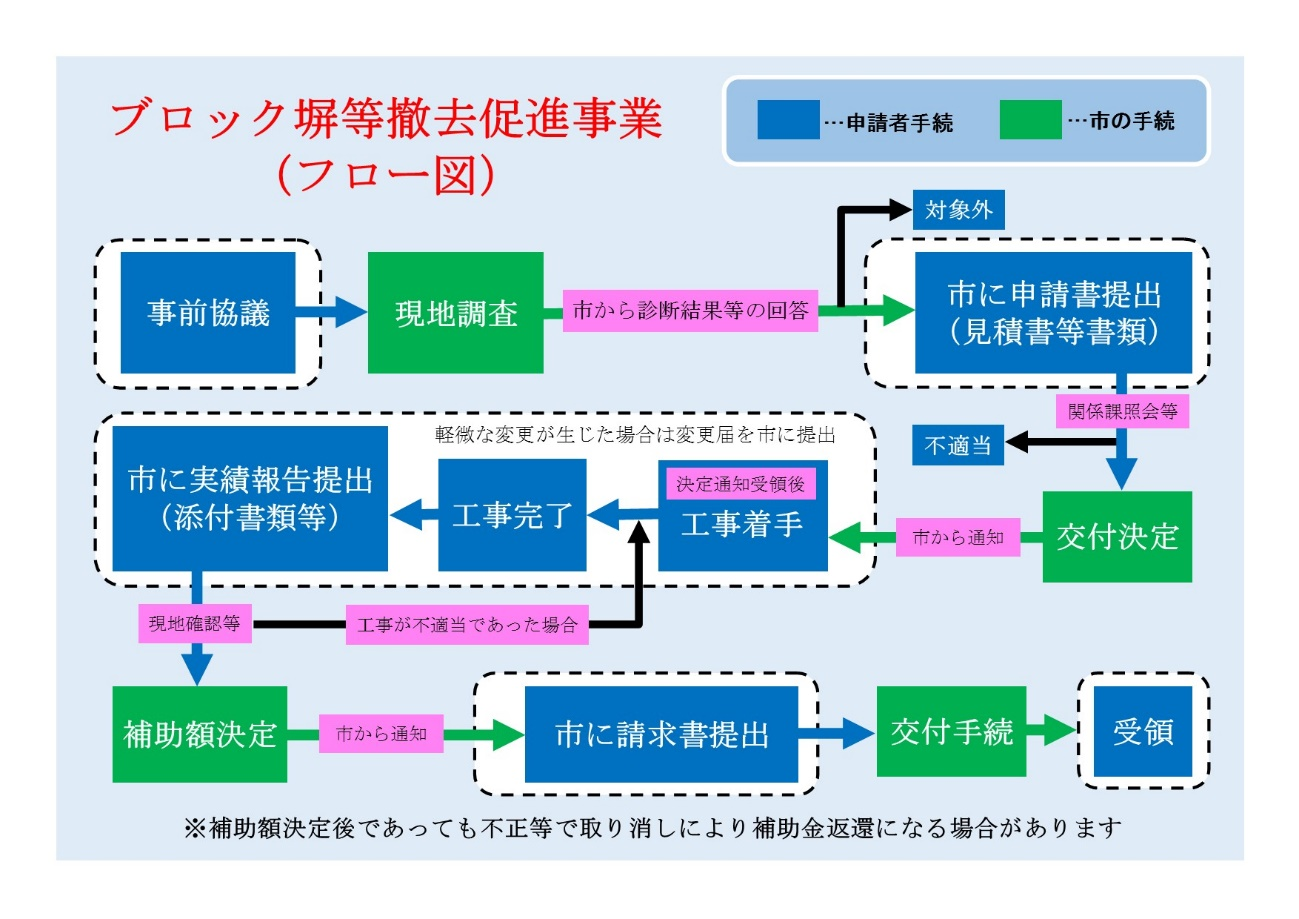 ブロック塀等撤去促進事業
(フロー図)
…申請者手続
…市の手続
対象外
事前協議
現地調査
市から診断結果等の回答
市に申請書提出
(見積書等書類)
関係課照会等
不適当
交付決定
市から通知
軽微な変更が生じた場合は変更届を市に提出
決定通知受領後
工事着手
工事完了
市に実績報告提出
(添付書類等)
現地確認等
工事が不適当であった場合
補助額決定
市から通知
市に請求書提出
交付手続
受領
※補助額決定後であっても不正等で取り消しにより補助金返還になる場合があります